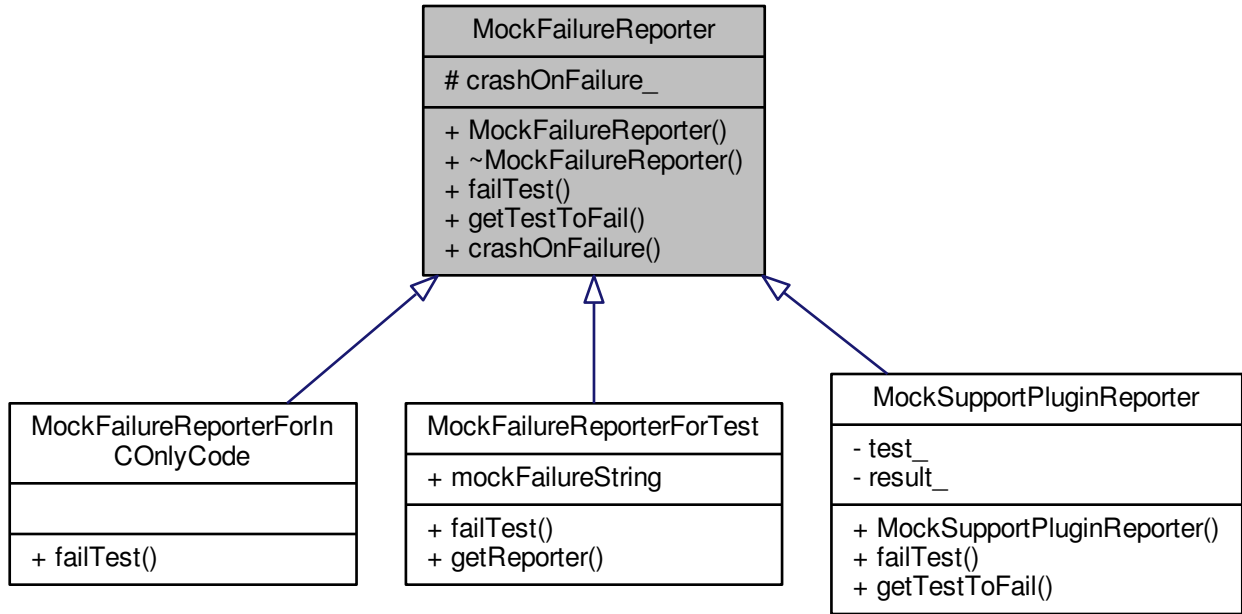 MockFailureReporter
# crashOnFailure_
+ MockFailureReporter()
+ ~MockFailureReporter()
+ failTest()
+ getTestToFail()
+ crashOnFailure()
MockFailureReporterForIn
COnlyCode
+ failTest()
MockFailureReporterForTest
+ mockFailureString
+ failTest()
+ getReporter()
MockSupportPluginReporter
- test_
- result_
+ MockSupportPluginReporter()
+ failTest()
+ getTestToFail()